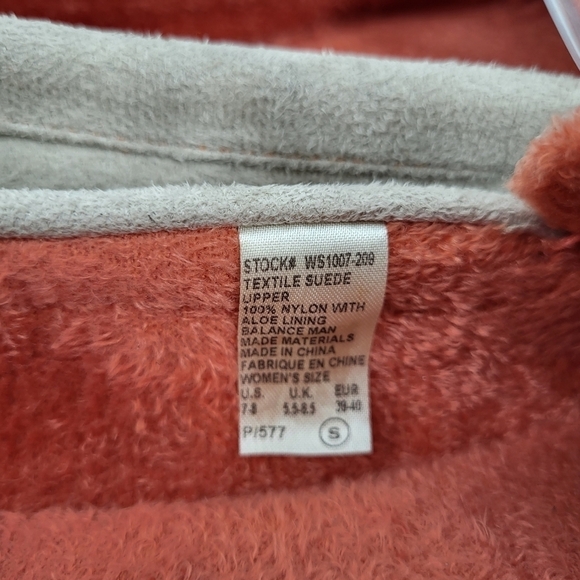 STOCK# WS1007-209
TEXTILE SUEDE
UPPER
100% NYLON WITH
ALOE LINING
BALANCE MAN
MADE MATERIALS
MADE IN CHINA
FABRIQUE EN CHINE
WOMEN'S SIZE
U.S. U.K. EUR
7-8 5.5-6.5 39-40
P/577 S